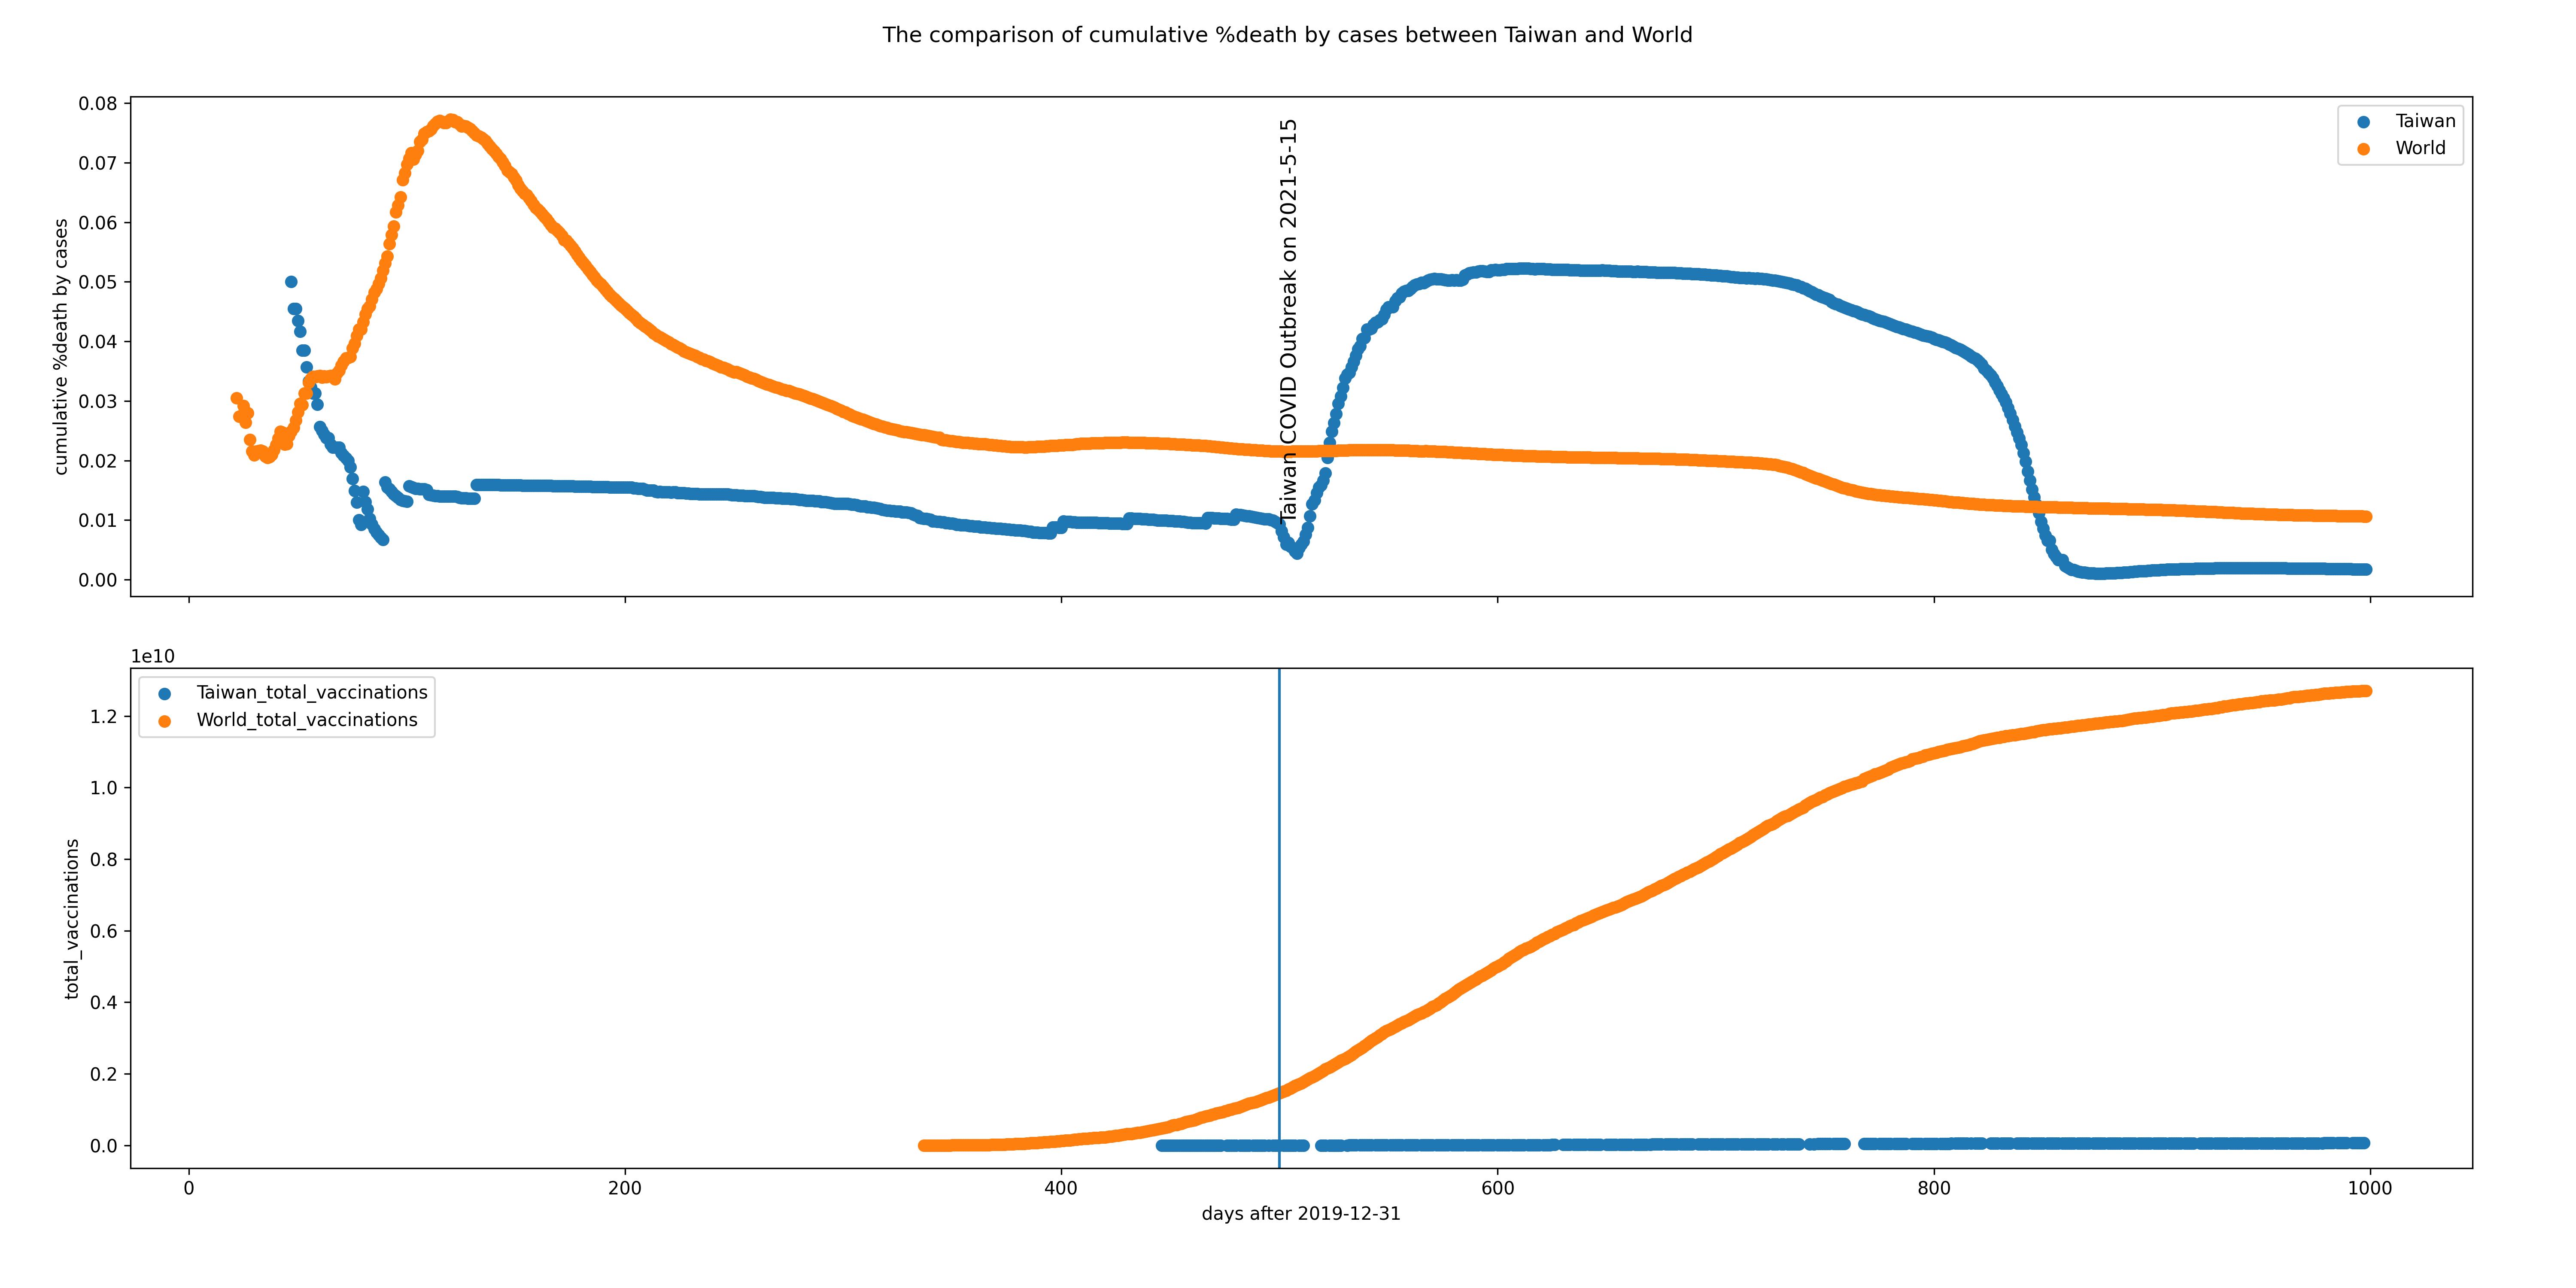 The comparison of cumulative %death by cases between Taiwan and World
0.08
0.07
0.06
0.05
0.04
0.03
0.02
0.01
0.00
cumulative %death by cases
Taiwan COVID Outbreak on 2021-5-15
Taiwan
World
1e10
Taiwan_total_vaccinations
World_total_vaccinations
1.2
1.0
0.8
0.6
0.4
0.2
0.0
total_vaccinations
0 200 400 600 800 1000
days after 2019-12-31